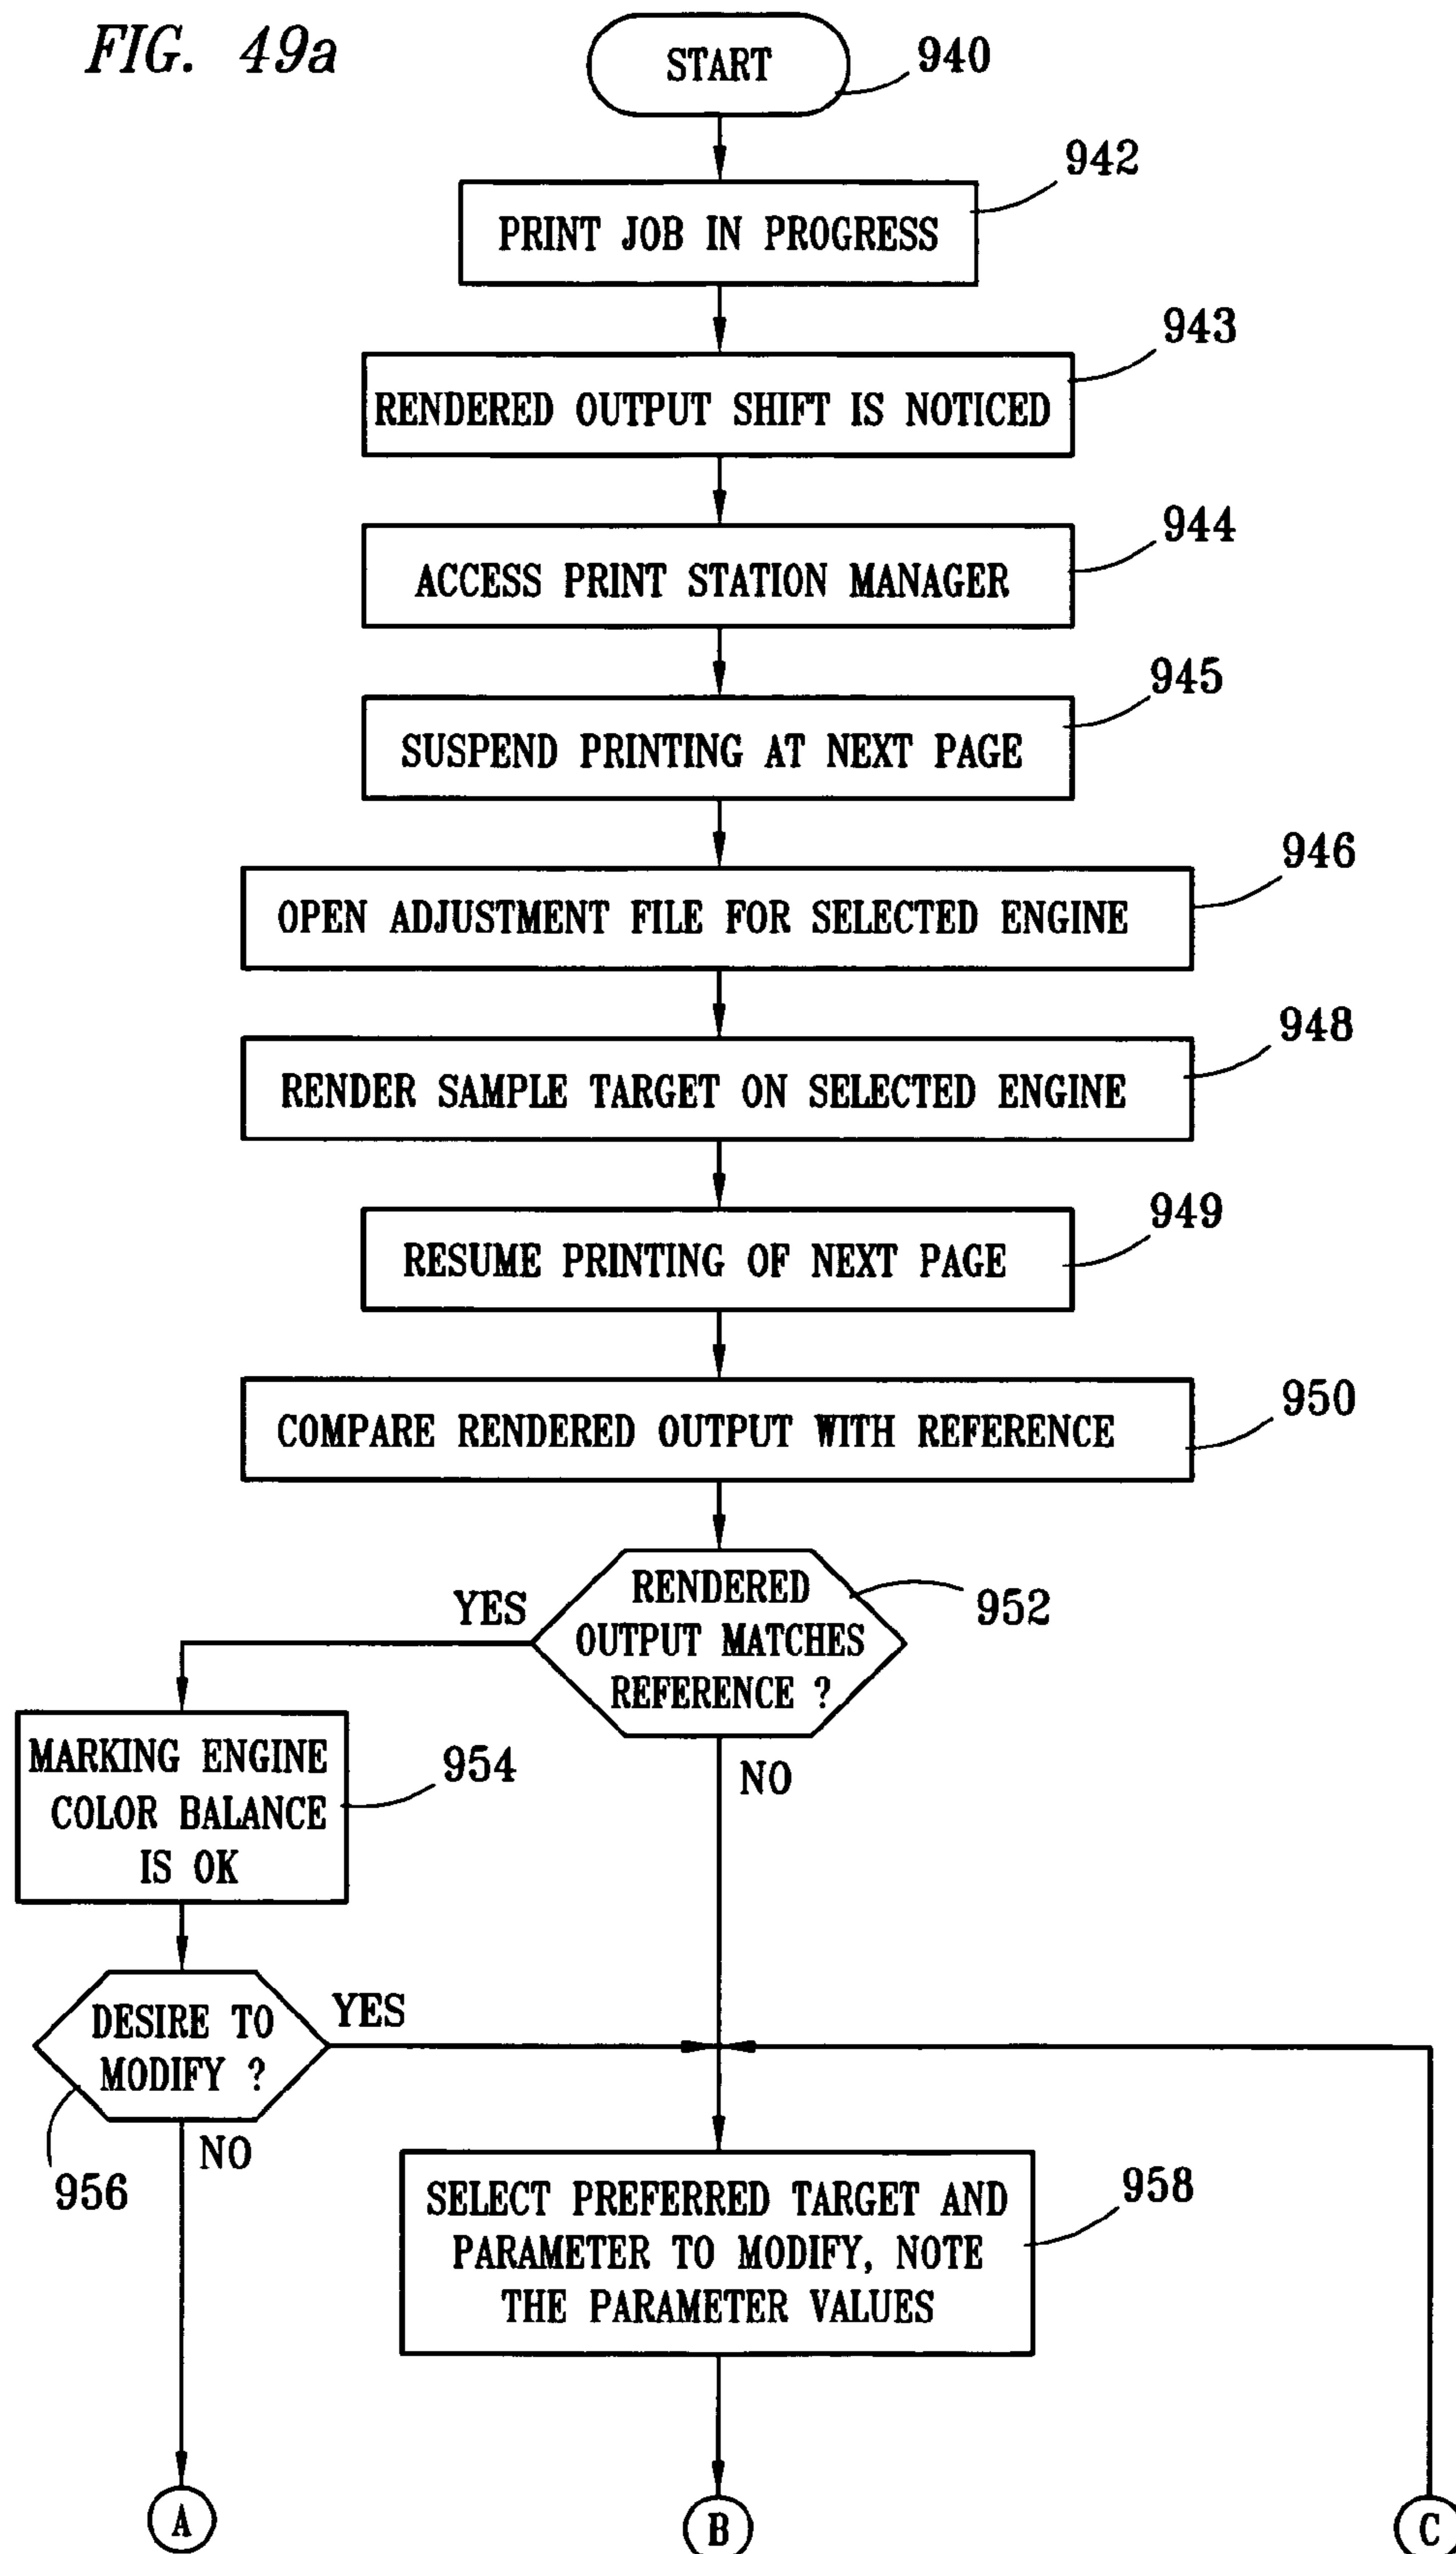 FIG. 49a
START
940
942
PRINT JOB IN PROGRESS
943
RENDERED OUTPUT SHIFT IS NOTICED
944
ACCESS PRINT STATION MANAGER
945
SUSPEND PRINTING AT NEXT PAGE
946
OPEN ADJUSTMENT FILE FOR SELECTED ENGINE
948
RENDER SAMPLE TARGET ON SELECTED ENGINE
949
RESUME PRINTING OF NEXT PAGE
950
COMPARE RENDERED OUTPUT WITH REFERENCE
RENDERED
OUTPUT MATCHES
REFERENCE ?
952
YES
NO
MARKING ENGINE
COLOR BALANCE
IS OK
954
DESIRE TO
MODIFY ?
YES
NO
956
958
SELECT PREFERRED TARGET AND
PARAMETER TO MODIFY, NOTE
THE PARAMETER VALUES
A
B
C